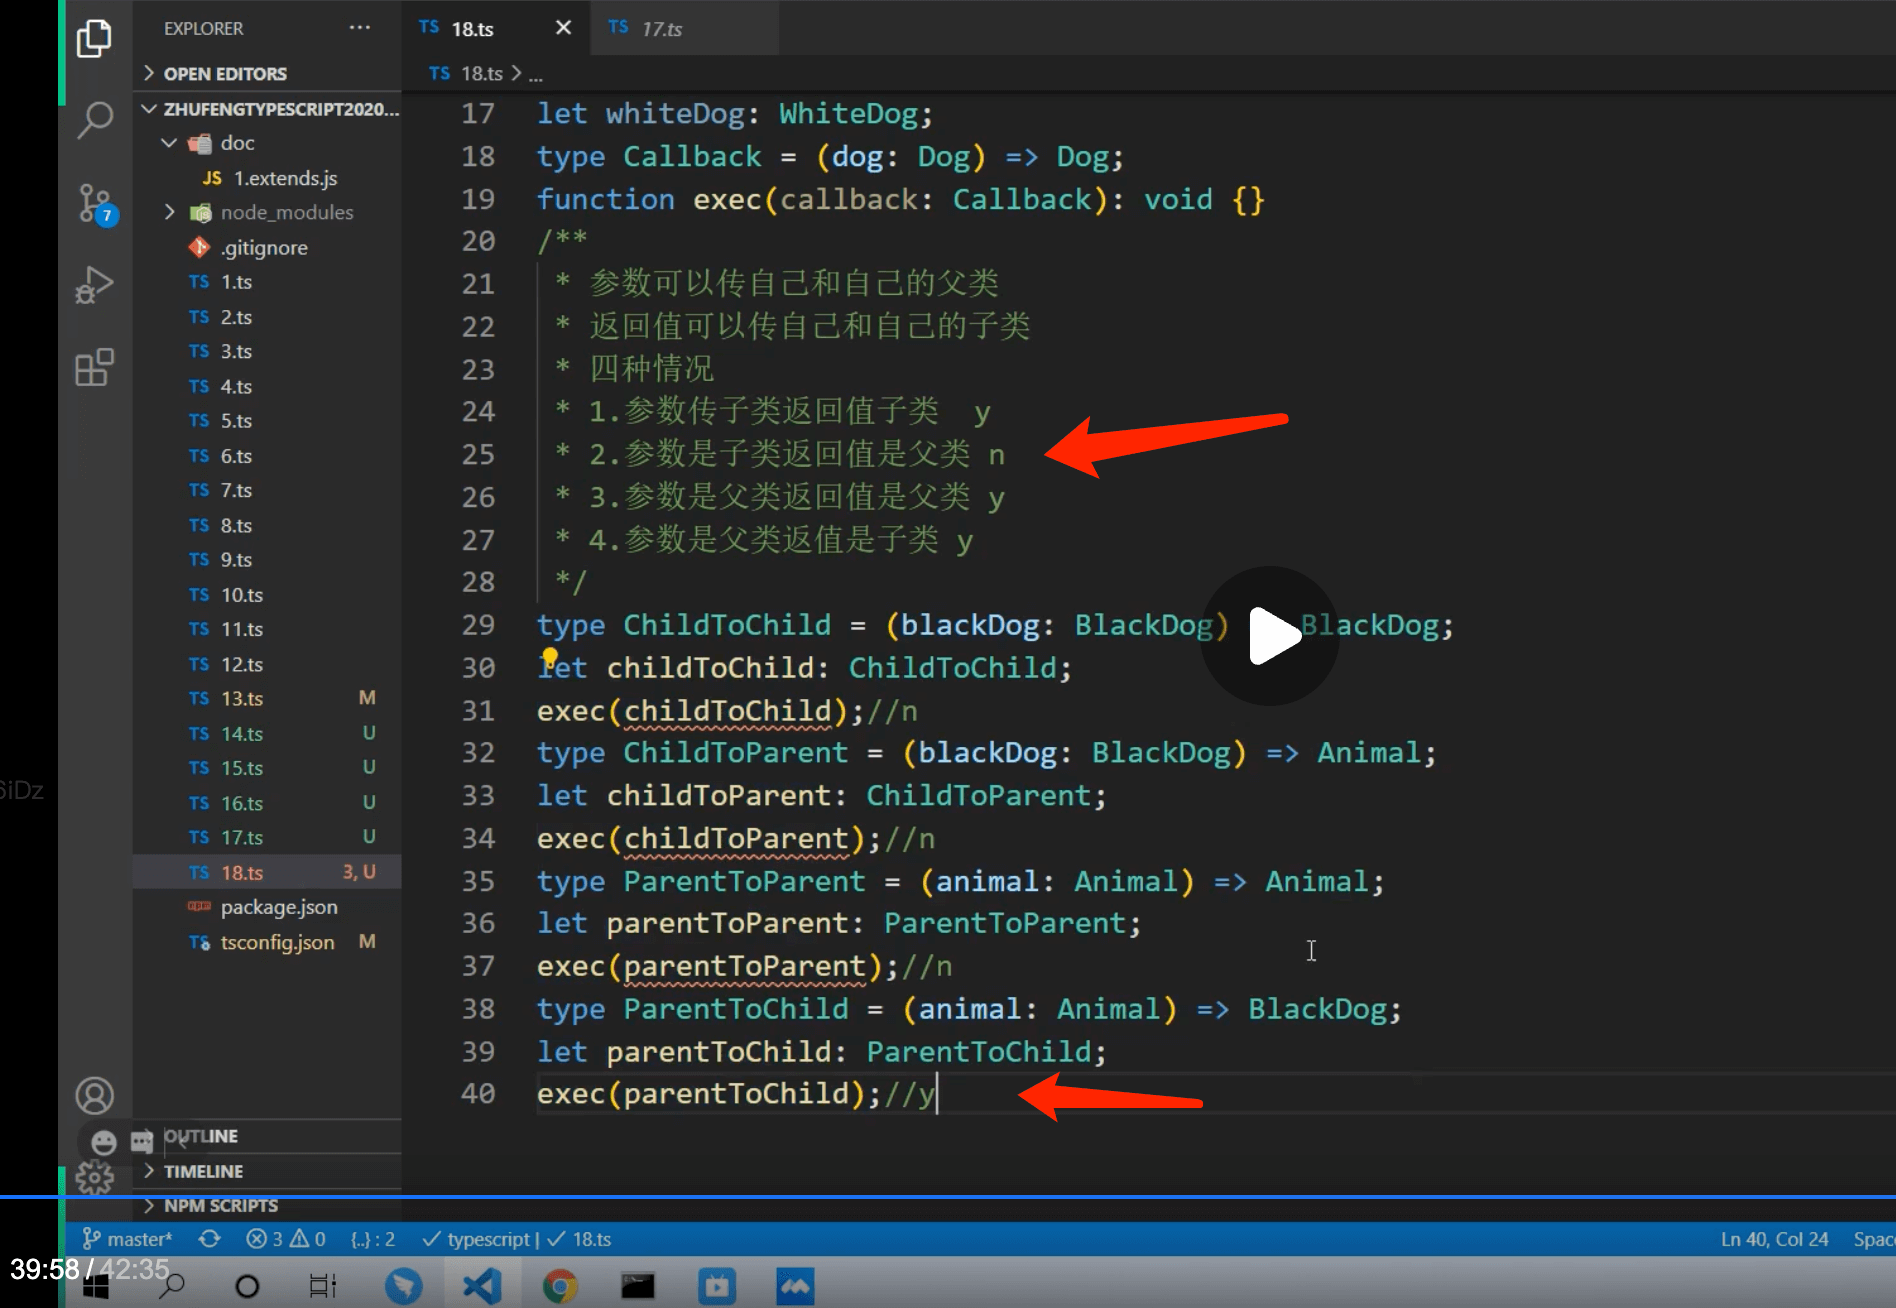 EXPLORER ...
TS 18.ts ×
TS 17.ts
OPEN EDITORS
TS 18.ts > ...
ZHUFENGTYPESCRIPT2020...
doc
JS 1.extends.js
node_modules
.gitignore
TS 1.ts
TS 2.ts
TS 3.ts
TS 4.ts
TS 5.ts
TS 6.ts
TS 7.ts
TS 8.ts
TS 9.ts
TS 10.ts
TS 11.ts
TS 12.ts
TS 13.ts M
TS 14.ts U
TS 15.ts U
TS 16.ts U
TS 17.ts U
TS 18.ts 3, U
package.json
tsconfig.json M
OUTLINE
TIMELINE
NPM SCRIPTS
7
6iDz
17 let whiteDog: WhiteDog;
18 type Callback = (dog: Dog) => Dog;
19 function exec(callback: Callback): void {}
20 /**
21 * 参数可以传自己和自己的父类
22 * 返回值可以传自己和自己的子类
23 * 四种情况
24 * 1.参数传子类返回值子类 y
25 * 2.参数是子类返回值是父类 n
26 * 3.参数是父类返回值是父类 y
27 * 4.参数是父类返值是子类 y
28 */
29 type ChildToChild = (blackDog: BlackDog) BlackDog;
30 let childToChild: ChildToChild;
31 exec(childToChild);//n
32 type ChildToParent = (blackDog: BlackDog) => Animal;
33 let childToParent: ChildToParent;
34 exec(childToParent);//n
35 type ParentToParent = (animal: Animal) => Animal;
36 let parentToParent: ParentToParent;
37 exec(parentToParent);//n
38 type ParentToChild = (animal: Animal) => BlackDog;
39 let parentToChild: ParentToChild;
40 exec(parentToChild);//y
master* 3 0 {..} : 2 ✓ typescript | ✓ 18.ts
Ln 40, Col 24
39:58 / 42:35